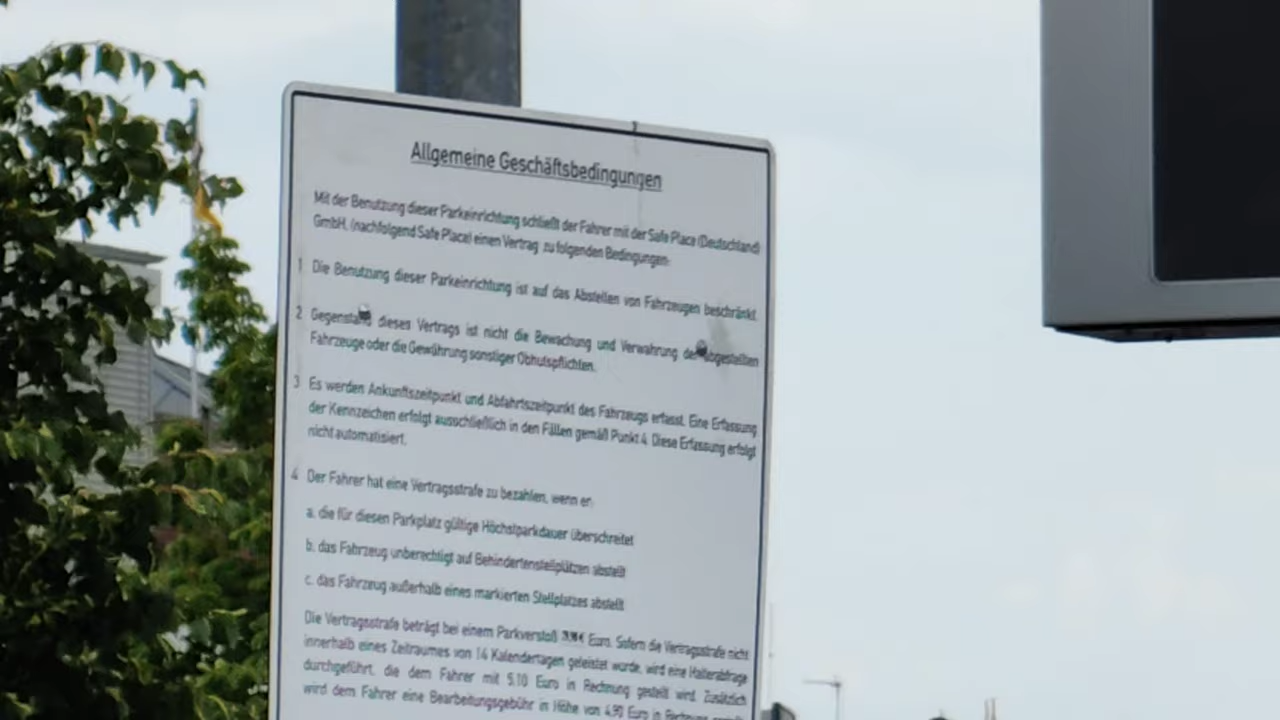 Allgemeine Geschäftsbedingungen
Mit der Benutzung dieser Parkeinrichtung schließt der Fahrer mit der Safe Place (Deutschland)
GmbH, (nachfolgend Safe Place) einen Vertrag zu folgenden Bedingungen:
1 Die Benutzung dieser Parkeinrichtung ist auf das Abstellen von Fahrzeugen beschränkt.
2 Gegenstand dieses Vertrags ist nicht die Bewachung und Verwahrung der abgestellten
Fahrzeuge oder die Gewährung sonstiger Obhutspflichten.
3 Es werden Ankunftszeitpunkt und Abfahrtszeitpunkt des Fahrzeugs erfasst. Eine Erfassung
der Kennzeichen erfolgt ausschließlich in den Fällen gemäß Punkt 4. Diese Erfassung erfolgt
nicht automatisiert.
4 Der Fahrer hat eine Vertragsstrafe zu bezahlen, wenn er:
a. die für diesen Parkplatz gültige Höchstparkdauer überschreitet
b. das Fahrzeug unberechtigt auf Behindertenstellplätzen abstellt
c. das Fahrzeug außerhalb eines markierten Stellplatzes abstellt
Die Vertragsstrafe beträgt bei einem Parkverstoß Euro. Sofern die Vertragsstrafe nicht
innerhalb eines Zeitraumes von 14 Kalendertagen geleistet wurde, wird eine Halterabfrage
durchgeführt, die dem Fahrer mit 5,10 Euro in Rechnung gestellt wird. Zusätzlich
wird dem Fahrer eine Bearbeitungsgebühr in Höhe von 4,90 Euro in Rechnung